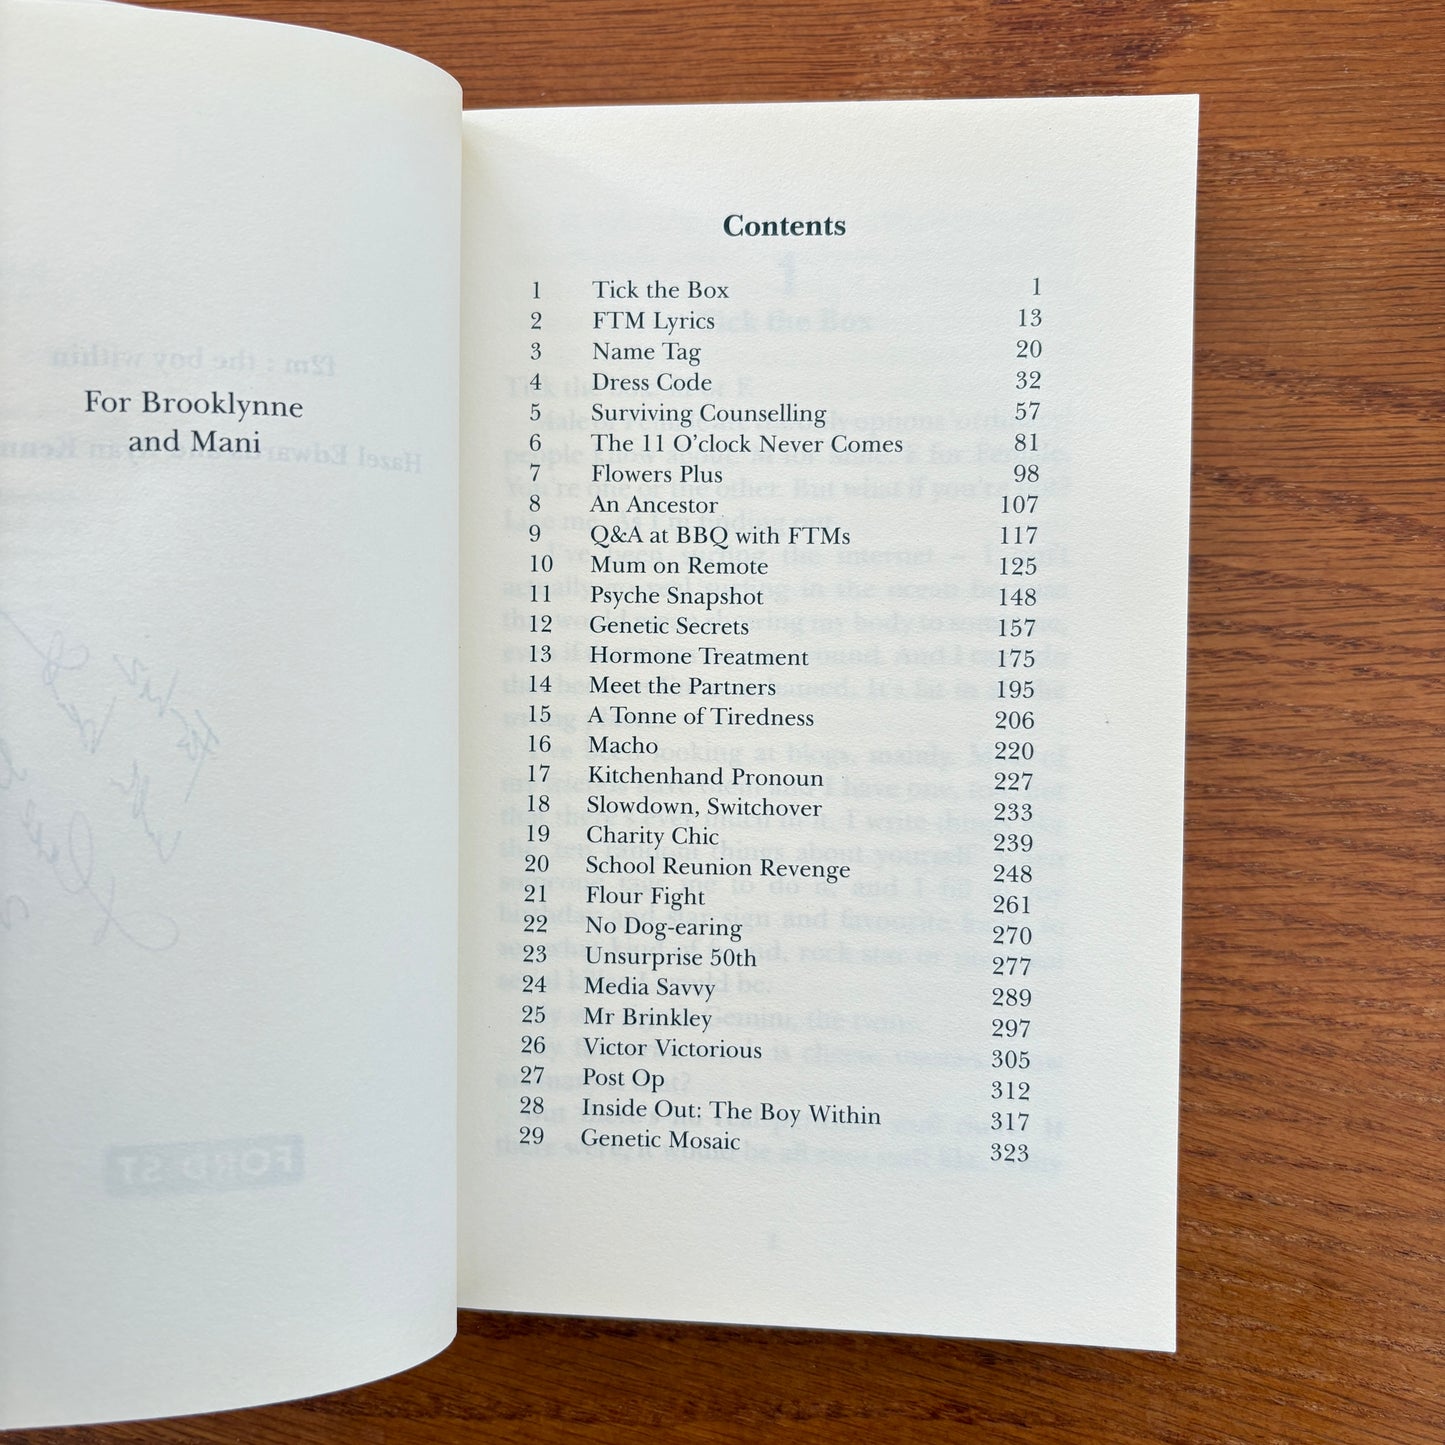 For Brooklynne
and Mani
Contents
1 Tick the Box 1
2 FTM Lyrics 13
3 Name Tag 20
4 Dress Code 32
5 Surviving Counselling 57
6 The 11 O’clock Never Comes 81
7 Flowers Plus 98
8 An Ancestor 107
9 Q&A at BBQ with FTMs 117
10 Mum on Remote 125
11 Psyche Snapshot 148
12 Genetic Secrets 157
13 Hormone Treatment 175
14 Meet the Partners 195
15 A Tonne of Tiredness 206
16 Macho 220
17 Kitchenhand Pronoun 227
18 Slowdown, Switchover 233
19 Charity Chic 239
20 School Reunion Revenge 248
21 Flour Fight 261
22 No Dog-earing 270
23 Unsurprise 50th 277
24 Media Savvy 289
25 Mr Brinkley 297
26 Victor Victorious 305
27 Post Op 312
28 Inside Out: The Boy Within 317
29 Genetic Mosaic 323